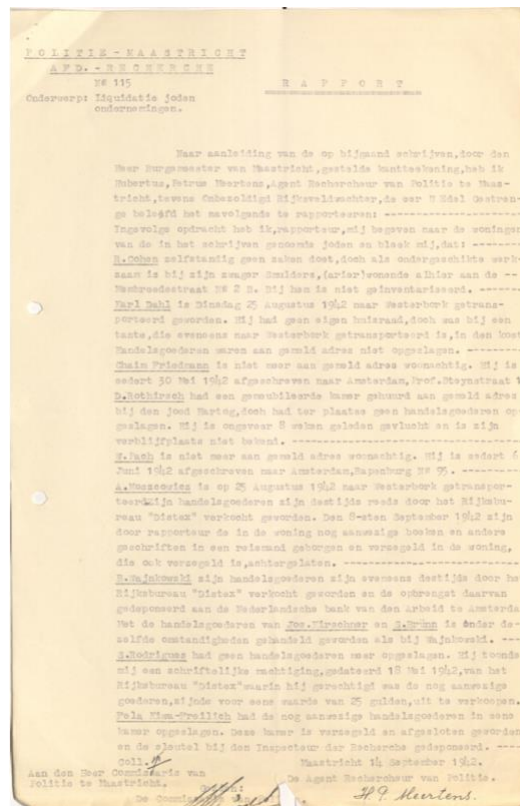 POLITIE-MAASTRICHT
AFD.-RECHERCHE
Nº 115
RAPPORT
Onderwerp: Liquidatie joden
ondernemingen.
Naar aanleiding van de op bijgaand schrijven, door den
Heer Burgemeester van Maastricht, gestelde kantteekening, heb ik
Hubertus, Petrus Meertens, Agent Rechercheur van Politie te Maas-
tricht, tevens Onbezoldigd Rijksveldwachter, de eer U Edel Gestren-
ge beleefd het navolgende te rapporteeren: ----------
Ingevolge opdracht heb ik, rapporteur, mij begeven naar de woningen
van de in het schrijven genoemde joden en bleek mij, dat: -------
H.Cohen zelfstandig geen zaken doet, doch als ondergeschikte werk-
zaam is bij zijn zwager Smulders, (arier) wonende alhier aan de --
Meubreedestraat Nº 2 B. Bij hem is niet geinventariseerd. -----
Karl Dahl is Dinsdag 25 Augustus 1942 naar Westerbork getrans-
porteerd geworden. Hij had geen eigen huisraad, doch was bij een
tante, die eveneens naar Westerbork getransporteerd is, in den kost
Handelsgoederen waren aan gemeld adres niet opgeslagen. -----
Chaim Friedmann is niet meer aan gemeld adres woonachtig. Hij is
sedert 30 Mei 1942 afgeschreven naar Amsterdam, Prof.Steynstraat 1
D.Rothirsch had een gemeubileerde kamer gehuurd aan gemeld adres
bij den jood Haring, doch had ter plaatse geen handelsgoederen op
geslagen. Hij is ongeveer 8 weken geleden gevlucht en is zijn
verblijfplaats niet bekend. ----------
W.Pach is niet meer aan gemeld adres woonachtig. Hij is sedert 6
Juni 1942 afgeschreven naar Amsterdam, Rapenburg Nº 95. --------
A.Moszcowicz is op 25 Augustus 1942 naar Westerbork getranspor-
teerd zijn handelsgoederen zijn destijds reeds door het Rijksbu-
reau "Distex" verkocht geworden. Den 8-sten September 1942 zijn
door rapporteur de in de woning nog aanwezige boeken en andere
geschriften in een reismand geborgen en verzegeld in de woning,
die ook verzegeld is, achtergelaten. ----------
R.Wajnkowski zijn handelsgoederen zijn eveneens destijds door he
Rijksbureau "Distex" verkocht geworden en de opbrengst daarvan
gedeponeerd aan de Nederlandsche bank van den Arbeid te Amsterda
Met de handelsgoederen van Jos.Hirschner en S.Brünn is onder de-
zelfde omstandigheden gehandeld geworden als bij Wajnkowski. ----
S.Rodrigues had geen handelsgoederen meer opgeslagen. Hij toonde
mij een schriftelijke machtiging, gedateerd 18 Mei 1942, van het
Rijksbureau "Distex" waarin hij gerechtigd was de nog aanwezige
goederen, zijnde voor eene waarde van 25 gulden, uit te verkoopen.
Fela Kiwa-Freilich had de nog aanwezige handelsgoederen in eene
kamer opgeslagen. Deze kamer is verzegeld en afgesloten geworden
en de sleutel bij den Inspecteur der Recherche gedeponeerd. ----
Coll.
Maastricht 14 September 1942.
Aan den Heer Commissaris van
Politie te Maastricht.
De Agent Rechercheur van Politie.
De Commissaris van
H.P. Meertens.